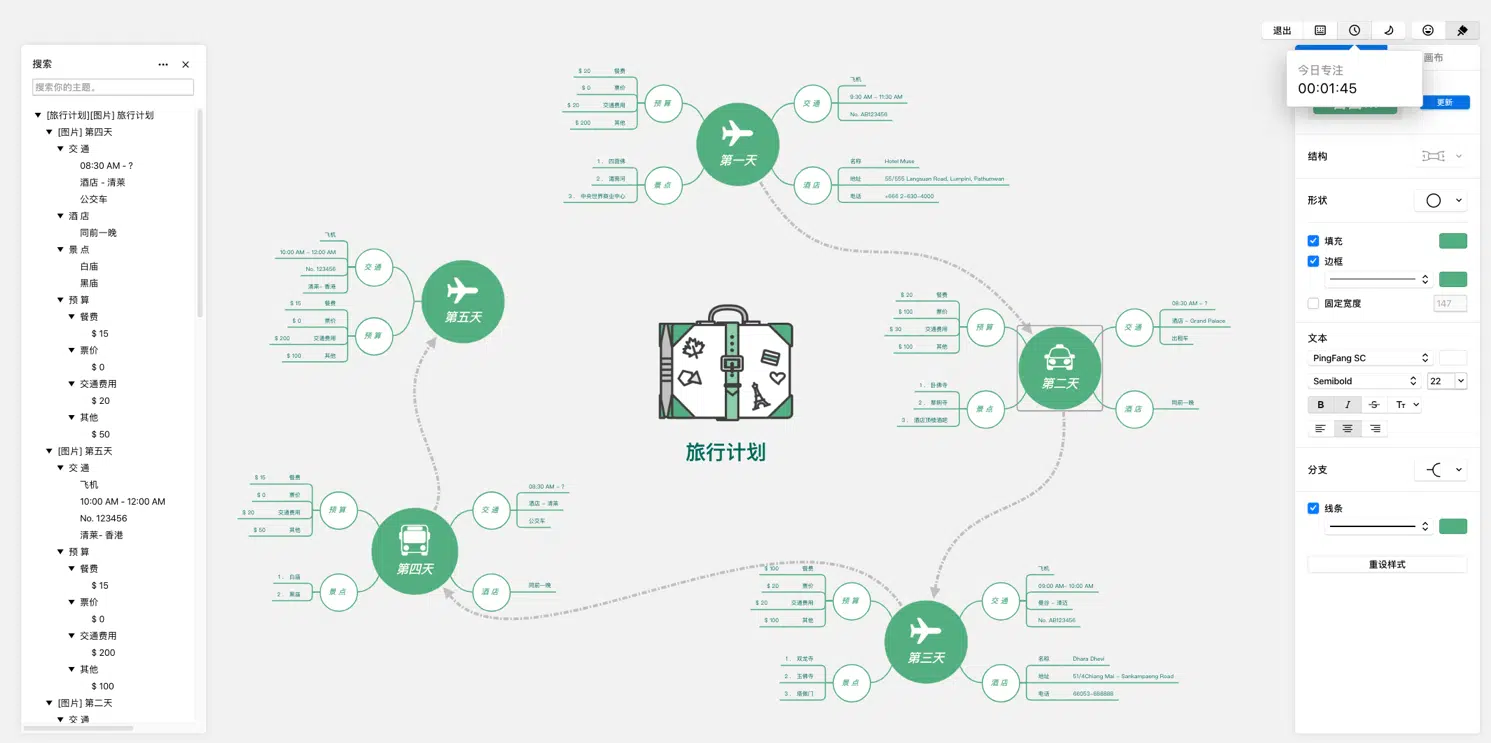 退出
搜索
搜索你的主题。
[旅行计划][图片] 旅行计划
[图片] 第四天
交 通
08:30 AM - ?
酒店 - 清莱
公交车
酒 店
同前一晚
景 点
白庙
黑庙
预 算
餐费
$ 15
票价
$ 0
交通费用
$ 20
其他
$ 50
[图片] 第五天
交 通
飞机
10:00 AM - 12:00 AM
No. 123456
清莱- 香港
预 算
餐费
$ 15
票价
$ 0
交通费用
$ 200
其他
$ 100
[图片] 第二天
交 通
第一天
预 算
$ 20 餐费
$ 0 票价
$ 20 交通费用
$ 200 其他
景 点
1. 四面佛
2. 湄南河
3. 中央世界商业中心
交 通
飞机
9:30 AM - 11:30 AM
No. AB123456
酒 店
名称 Hotel Muse
地址 55/555 Langsuan Road, Lumpini, Pathumwan
电话 +666 2-630-4000
第五天
交 通
飞机
10:00 AM - 12:00 AM
No. 123456
清莱- 香港
预 算
$ 15 餐费
$ 0 票价
$ 200 交通费用
$ 100 其他
旅行计划
第二天
预 算
$ 20 餐费
$ 100 票价
$ 30 交通费用
$ 100 其他
景 点
1. 卧佛寺
2. 郑朝寺
3. 酒店顶楼酒吧
交 通
08:30 AM - ?
酒店 - Grand Palace
出租车
酒 店
同前一晚
第四天
预 算
$ 15 餐费
$ 0 票价
$ 20 交通费用
$ 50 其他
景 点
1. 白庙
2. 黑庙
交 通
08:30 AM - ?
酒店 - 清莱
公交车
酒 店
同前一晚
第三天
预 算
$ 100 餐费
$ 20 票价
$ 20 交通费用
$ 100 其他
景 点
1. 双龙寺
2. 玉佛寺
3. 塔佩门
交 通
飞机
09:00 AM- 10:00 AM
曼谷 - 清迈
No. AB123456
酒 店
名称 Dhara Dhevi
地址 51/4Chiang Mai - Sankampaeng Road
电话 66053-888888
今日专注
00:01:45
画布
更新
结构
形状
填充
边框
固定宽度
147
文本
PingFang SC
Semibold
22
B I S Tт
分支
线条
重设样式